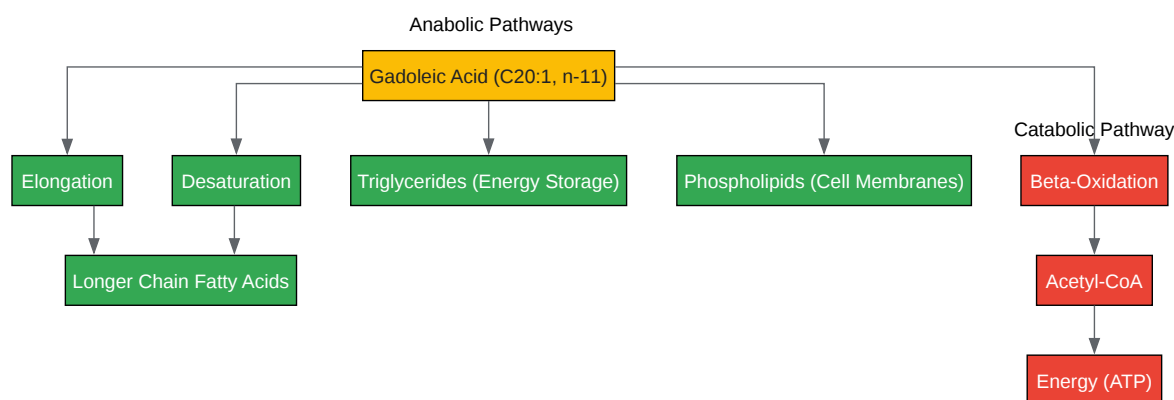 Anabolic Pathways
Gadoleic Acid (C20:1, n-11)
Catabolic Pathway
Elongation
Desaturation
Triglycerides (Energy Storage)
Phospholipids (Cell Membranes)
Beta-Oxidation
Longer Chain Fatty Acids
Acetyl-CoA
Energy (ATP)